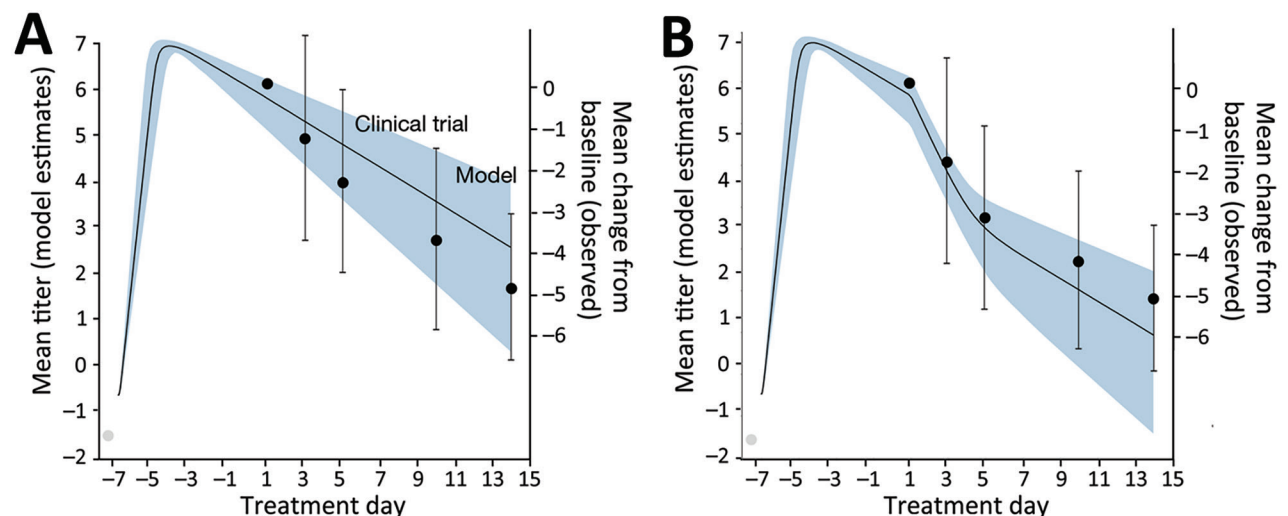 A
Mean titer (model estimates)
7
6
5
4
3
2
1
0
–1
–2
Clinical trial
Model
0
–1
–2
–3
–4
–5
–6
Mean change from
baseline (observed)
–7 –5 –3 –1 1 3 5 7 9 11 13 15
Treatment day
B
Mean titer (model estimates)
7
6
5
4
3
2
1
0
–1
–2
0
–1
–2
–3
–4
–5
–6
Mean change from
baseline (observed)
–7 –5 –3 –1 1 3 5 7 9 11 13 15
Treatment day